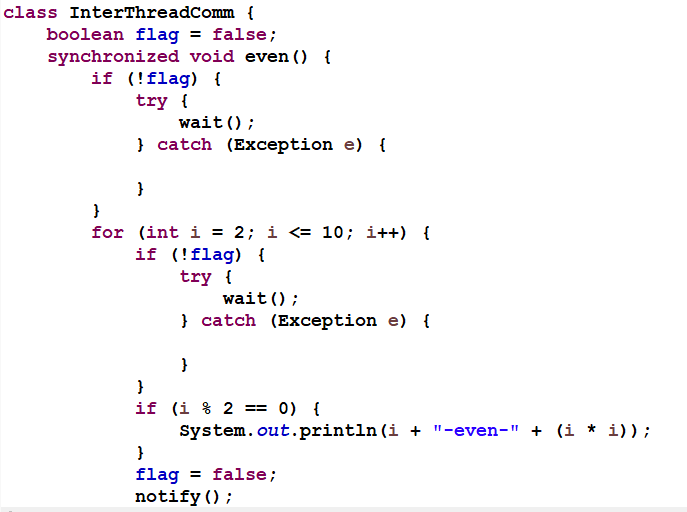 class InterThreadComm {
    boolean flag = false;
    synchronized void even() {
        if (!flag) {
            try {
                wait();
            } catch (Exception e) {

            }
        }
        for (int i = 2; i <= 10; i++) {
            if (!flag) {
                try {
                    wait();
                } catch (Exception e) {

                }
            }
            if (i % 2 == 0) {
                System.out.println(i + "-even-" + (i * i));
            }
            flag = false;
            notify();